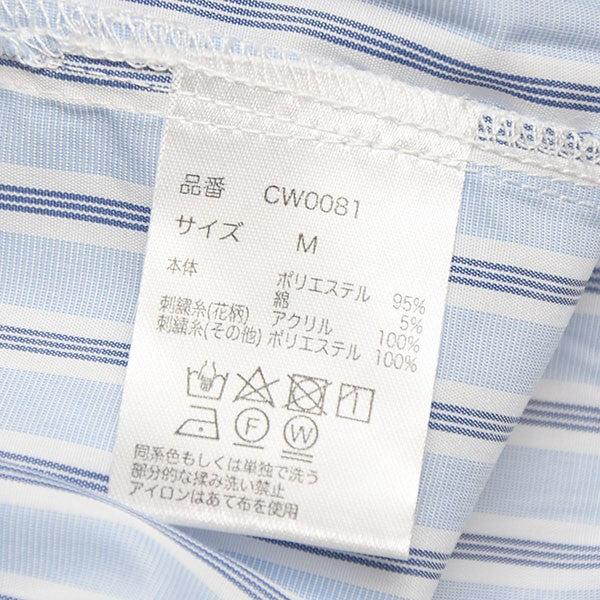 品番 CW0081
サイズ M
本体 ポリエステル 95%
綿 5%
刺繍糸(花柄) アクリル 100%
刺繍糸(その他) ポリエステル 100%
F W
同系色もしくは単独で洗う
部分的な揉み洗い禁止
アイロンはあて布を使用